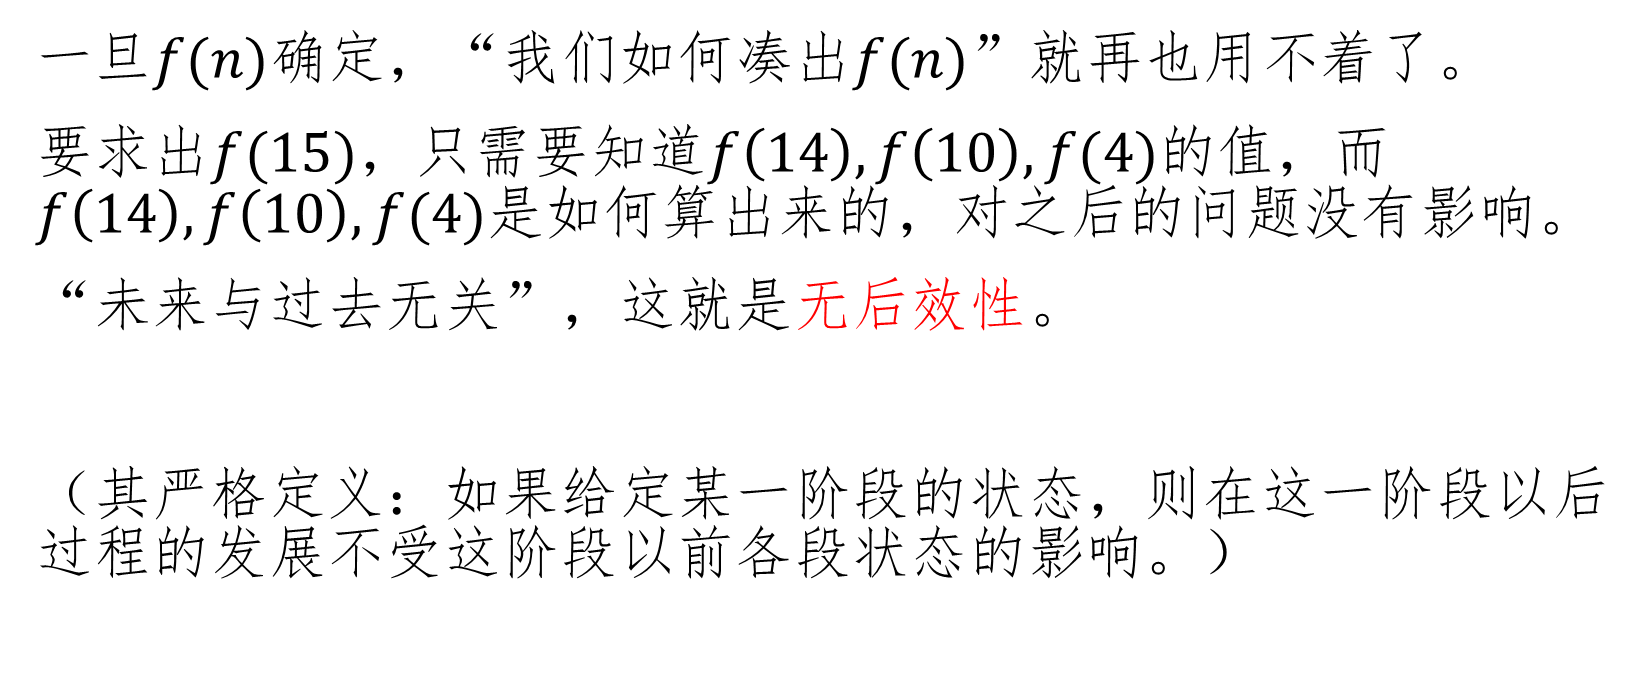 一旦f(n)确定，“我们如何凑出f(n)”就再也用不着了。
要求出f(15)，只需要知道f(14),f(10),f(4)的值，而
f(14),f(10),f(4)是如何算出来的，对之后的问题没有影响。
“未来与过去无关”，这就是无后效性。
（其严格定义：如果给定某一阶段的状态，则在这一阶段以后
过程的发展不受这阶段以前各段状态的影响。）